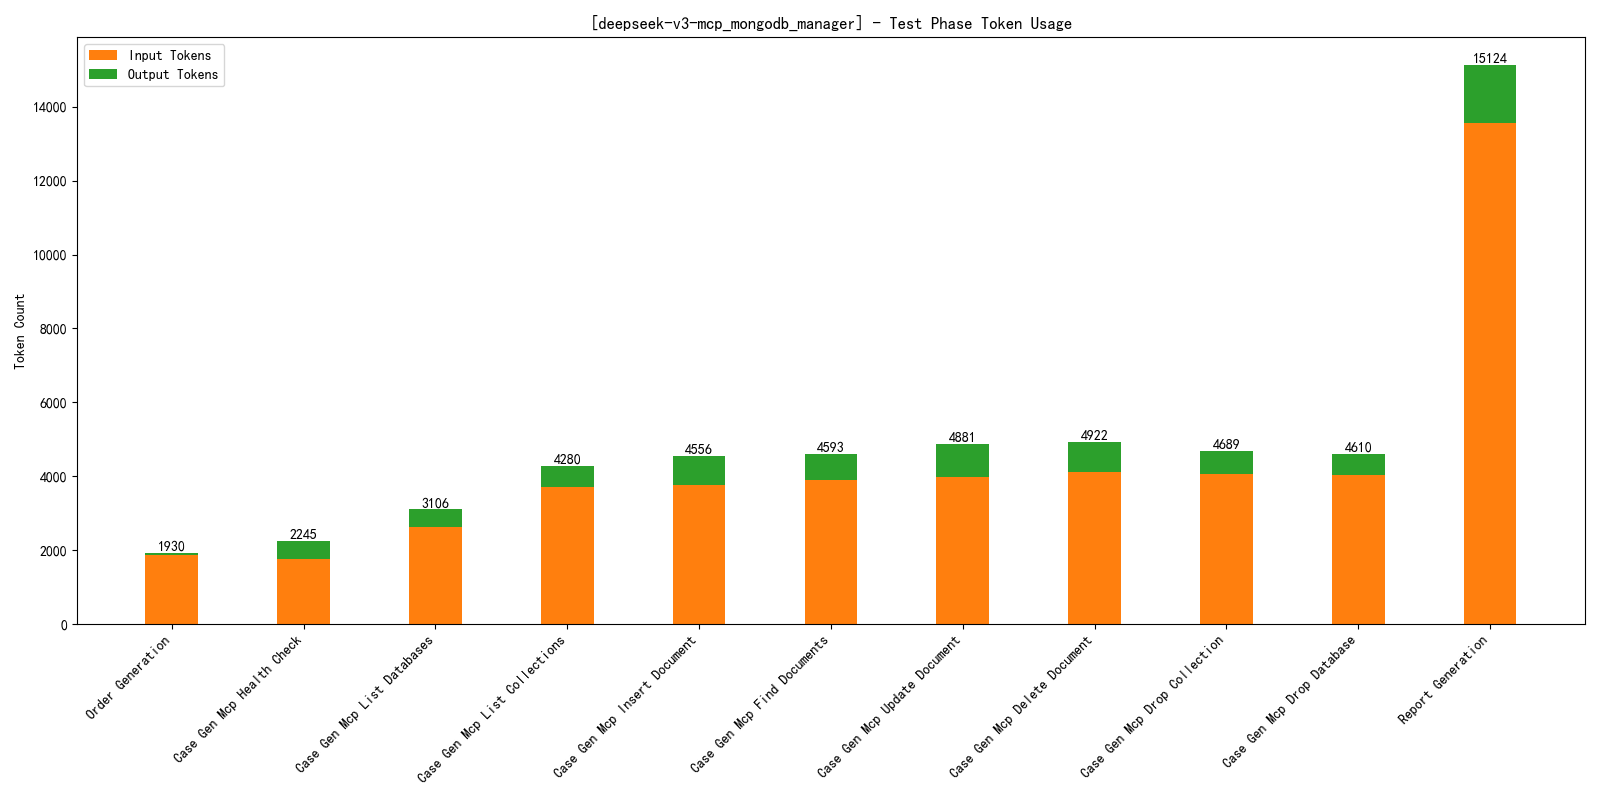 [deepseek-v3-mcp_mongodb_manager] - Test Phase Token Usage
Input Tokens
Output Tokens
Token Count
14000
12000
10000
8000
6000
4000
2000
0
1930
2245
3106
4280
4556
4593
4881
4922
4689
4610
15124
Order Generation
Case Gen Mcp Health Check
Case Gen Mcp List Databases
Case Gen Mcp List Collections
Case Gen Mcp Insert Document
Case Gen Mcp Find Documents
Case Gen Mcp Update Document
Case Gen Mcp Delete Document
Case Gen Mcp Drop Collection
Case Gen Mcp Drop Database
Report Generation